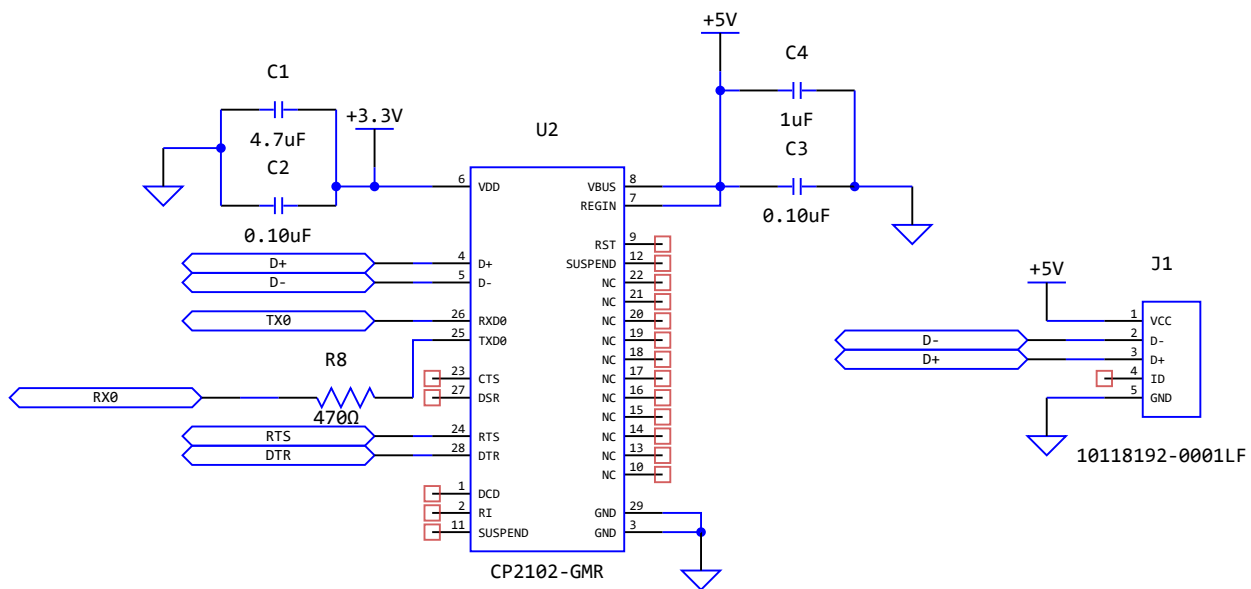 +5V
C4
1uF
C3
0.10uF
C1
4.7uF
+3.3V
C2
0.10uF
U2
6 VDD
VBUS 8
REGIN 7
RST 9
4 D+
D+
SUSPEND 12
5 D-
D-
NC 22
NC 21
TX0
26 RXD0
NC 20
25 TXD0
NC 19
NC 18
R8
470Ω
RX0
23 CTS
NC 17
27 DSR
NC 16
NC 15
RTS
24 RTS
NC 14
DTR
28 DTR
NC 13
NC 10
1 DCD
2 RI
GND 29
11 SUSPEND
GND 3
CP2102-GMR
J1
+5V
1 VCC
D-
2 D-
D+
3 D+
4 ID
5 GND
10118192-0001LF